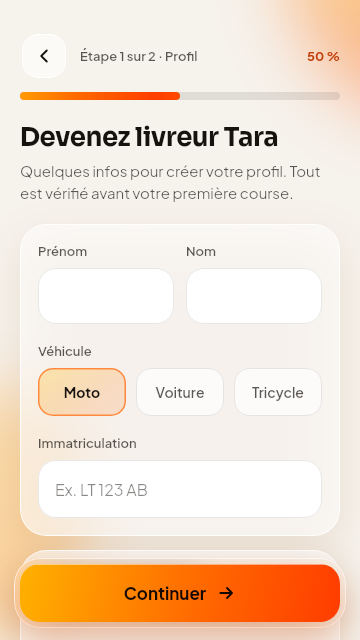 Étape 1 sur 2 · Profil
50 %
Devenez livreur Tara
Quelques infos pour créer votre profil. Tout
est vérifié avant votre première course.
Prénom
Nom
Véhicule
Moto
Voiture
Tricycle
Immatriculation
Ex. LT 123 AB
Continuer →